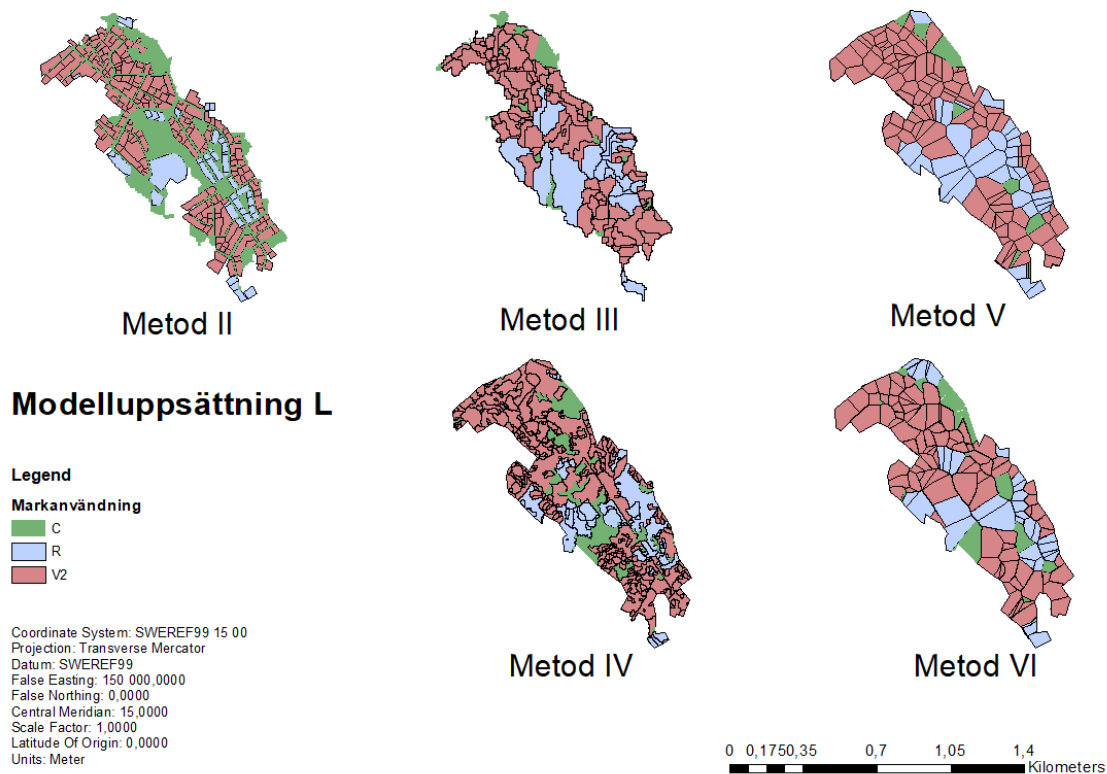 Metod II
Metod III
Metod V
Modelluppsättning L
Metod IV
Metod VI
Legend
Markanvändning
C
R
V2
Coordinate System: SWEREF99 15 00
Projection: Transverse Mercator
Datum: SWEREF99
False Easting: 150 000,0000
False Northing: 0,0000
Central Meridian: 15,0000
Scale Factor: 1,0000
Latitude Of Origin: 0,0000
Units: Meter
0 0,1750,35 0,7 1,05 1,4
Kilometers